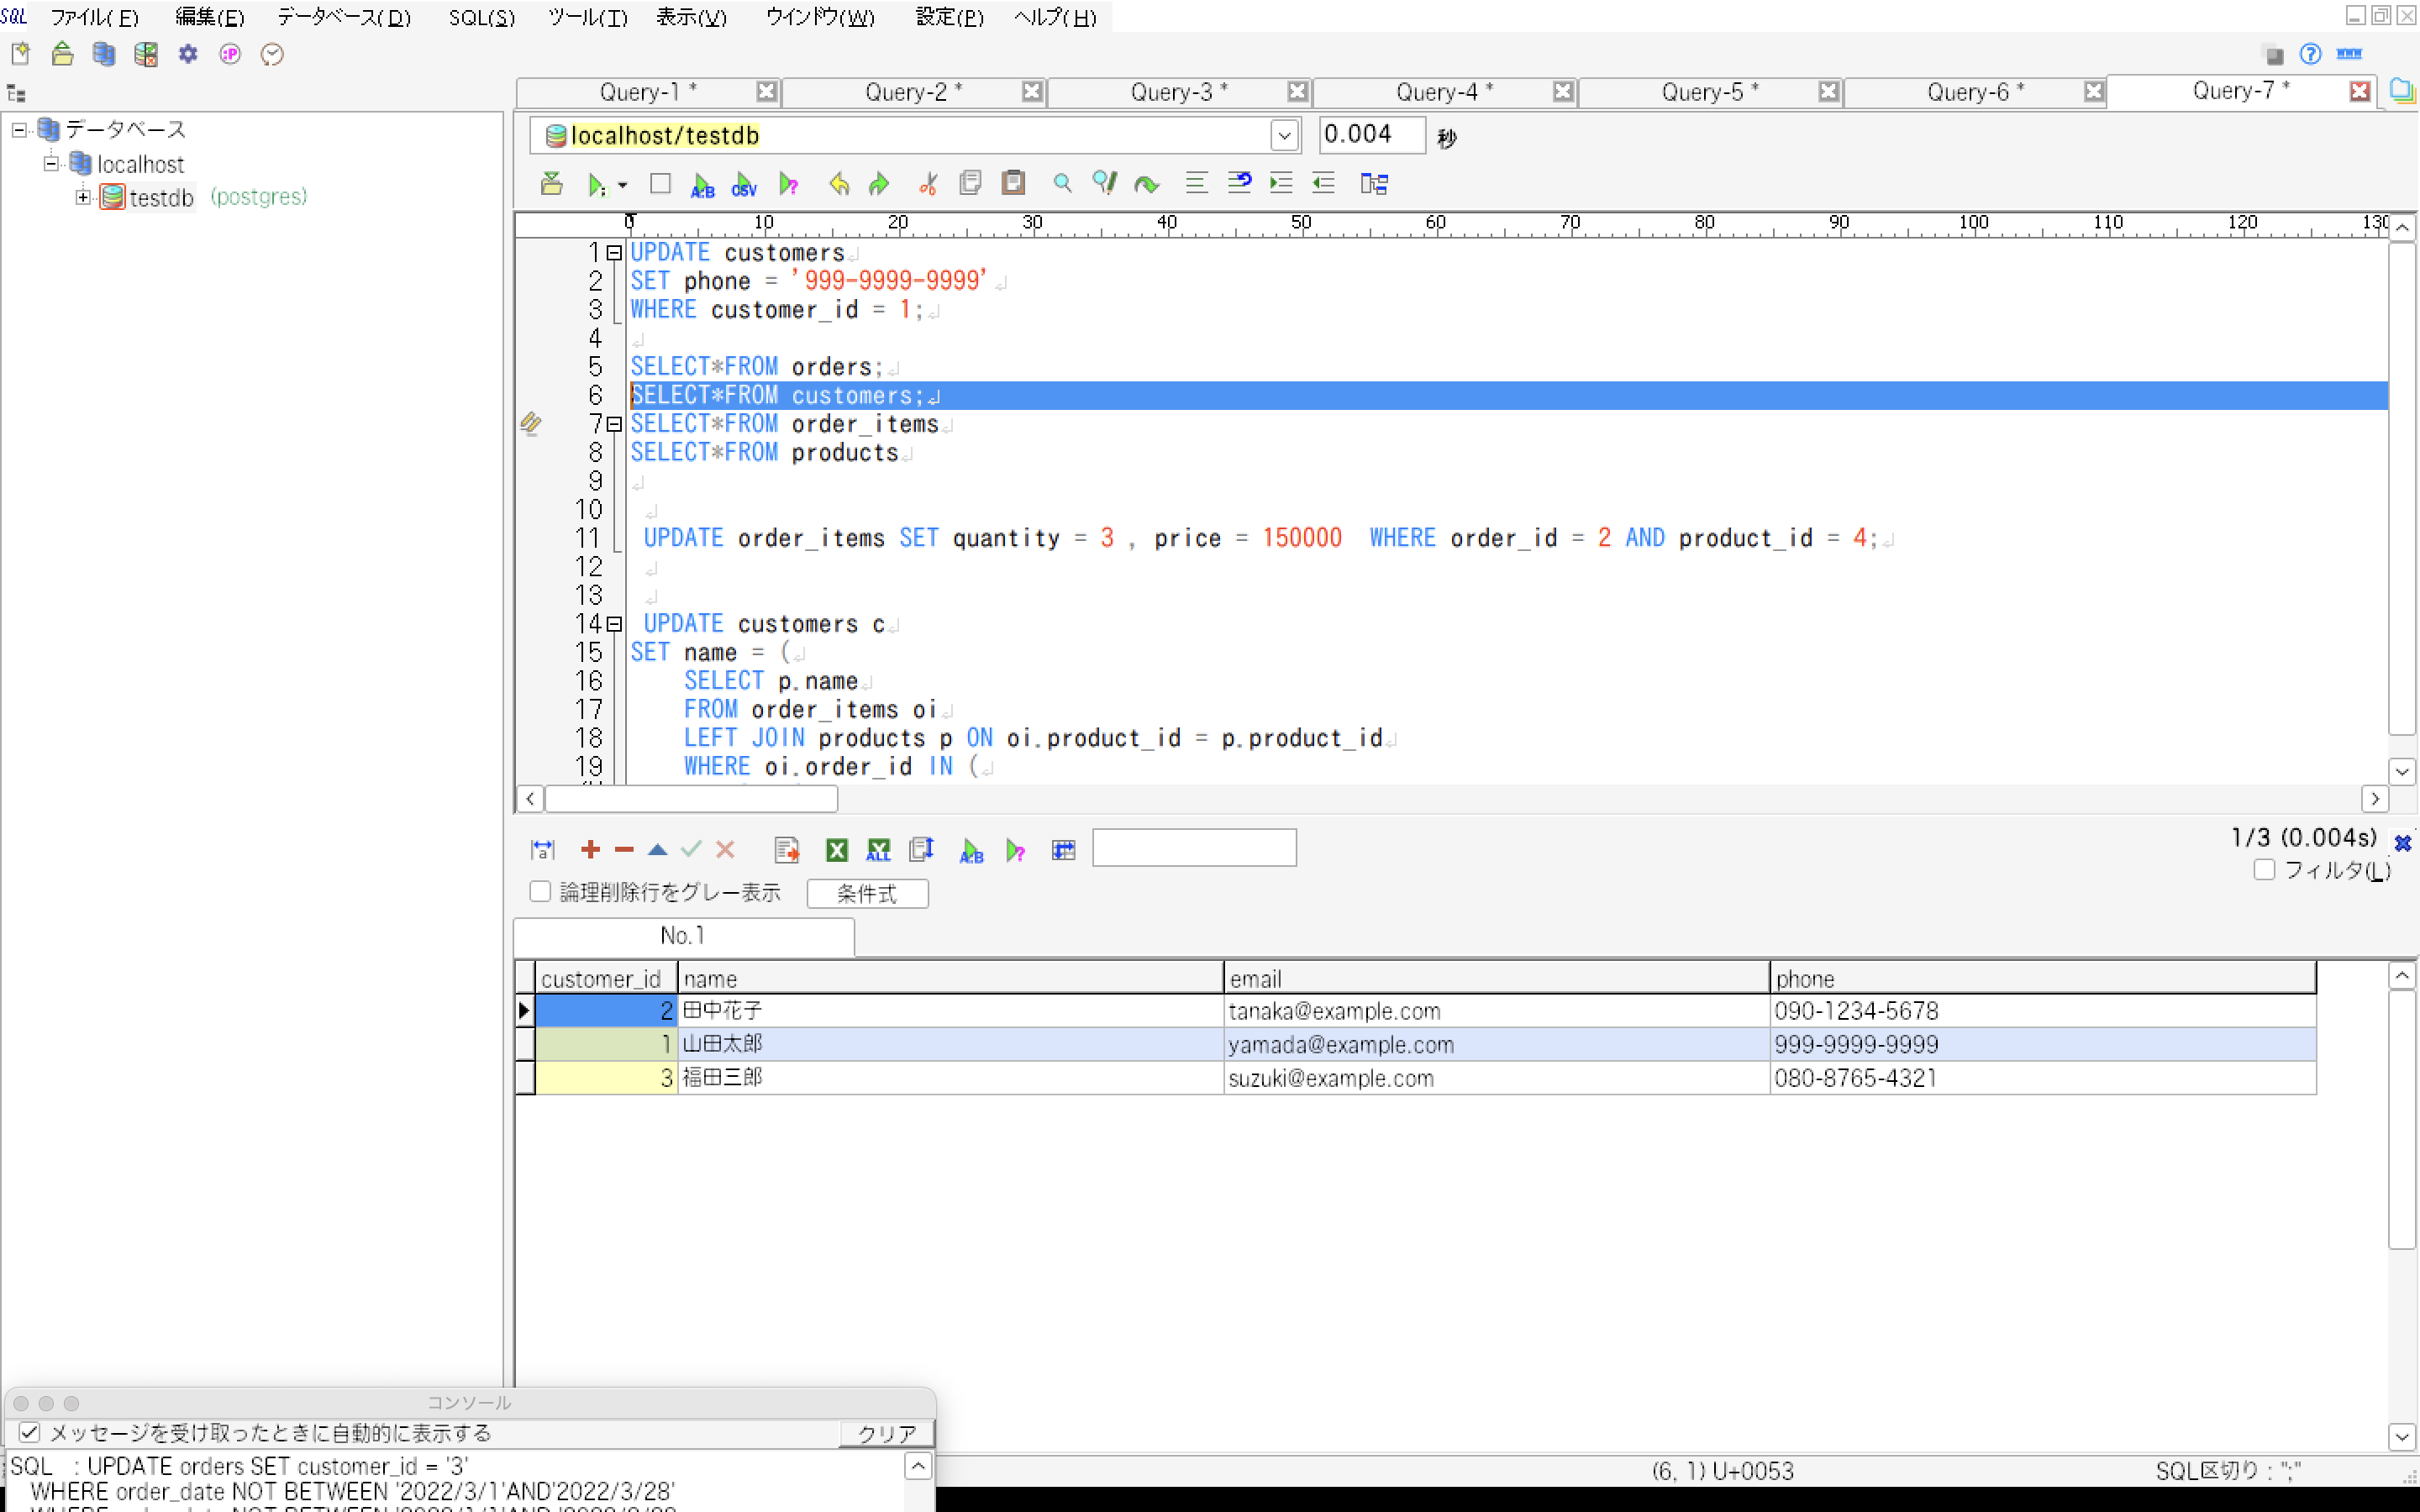 SQL ファイル(F) 編集(E) データベース(D) SQL(S) ツール(T) 表示(V) ウインドウ(W) 設定(P) ヘルプ(H)
Query-1 * Query-2 * Query-3 * Query-4 * Query-5 * Query-6 * Query-7 *
データベース
localhost
testdb (postgres)
localhost/testdb 0.004 秒
A:B CSV
0 10 20 30 40 50 60 70 80 90 100 110 120 130
1 UPDATE customers
2 SET phone = '999-9999-9999'
3 WHERE customer_id = 1;
4
5 SELECT*FROM orders;
6 SELECT*FROM customers;
7 SELECT*FROM order_items
8 SELECT*FROM products
9
10
11 UPDATE order_items SET quantity = 3 , price = 150000  WHERE order_id = 2 AND product_id = 4;
12
13
14 UPDATE customers c
15 SET name = (
16 SELECT p.name
17 FROM order_items oi
18 LEFT JOIN products p ON oi.product_id = p.product_id
19 WHERE oi.order_id IN (
ALL A:B
1/3 (0.004s)
フィルタ(L)
論理削除行をグレー表示 条件式
No.1
customer_id name email phone
2 田中花子 tanaka@example.com 090-1234-5678
1 山田太郎 yamada@example.com 999-9999-9999
3 福田三郎 suzuki@example.com 080-8765-4321
コンソール
メッセージを受け取ったときに自動的に表示する クリア
SQL : UPDATE orders SET customer_id = '3'
WHERE order_date NOT BETWEEN '2022/3/1'AND'2022/3/28'
(6, 1) U+0053 SQL区切り : ";"